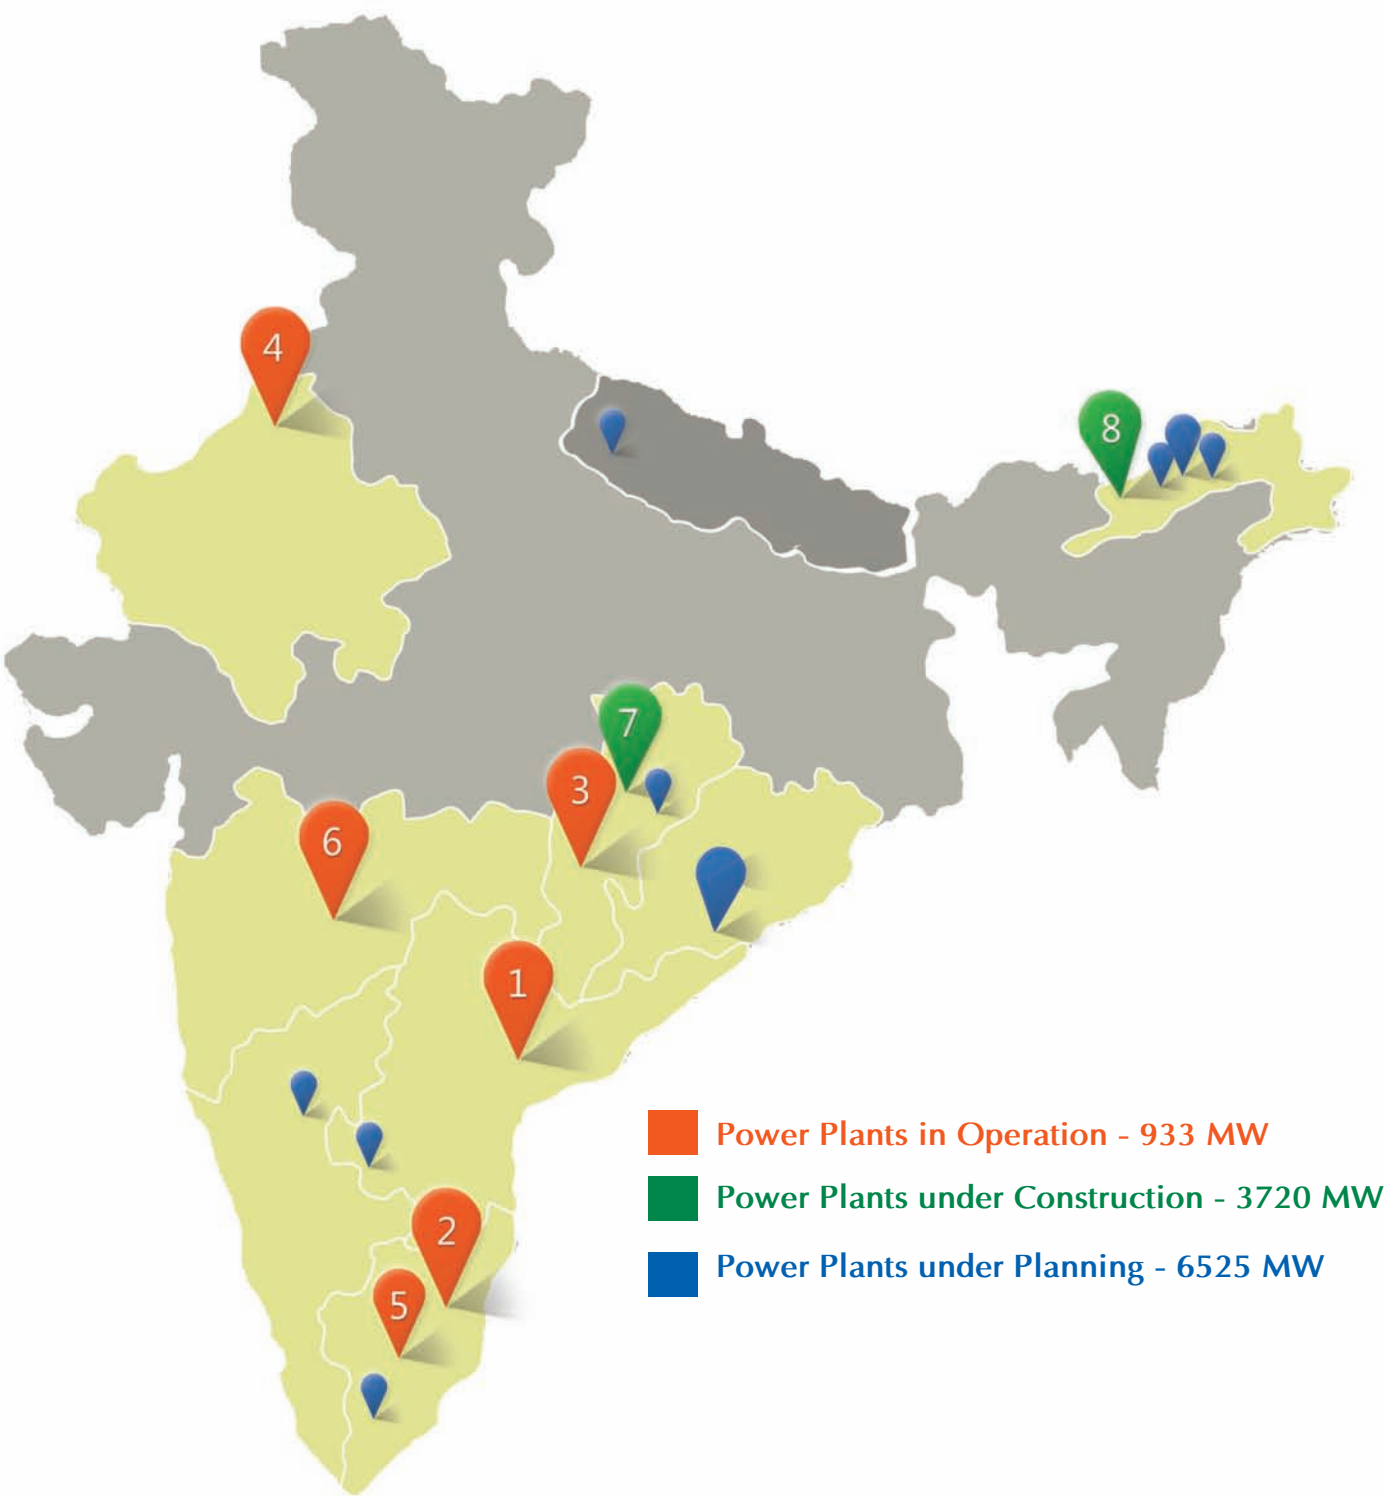 4
8
7
3
6
1
Power Plants in Operation - 933 MW
Power Plants under Construction - 3720 MW
2
Power Plants under Planning - 6525 MW
5